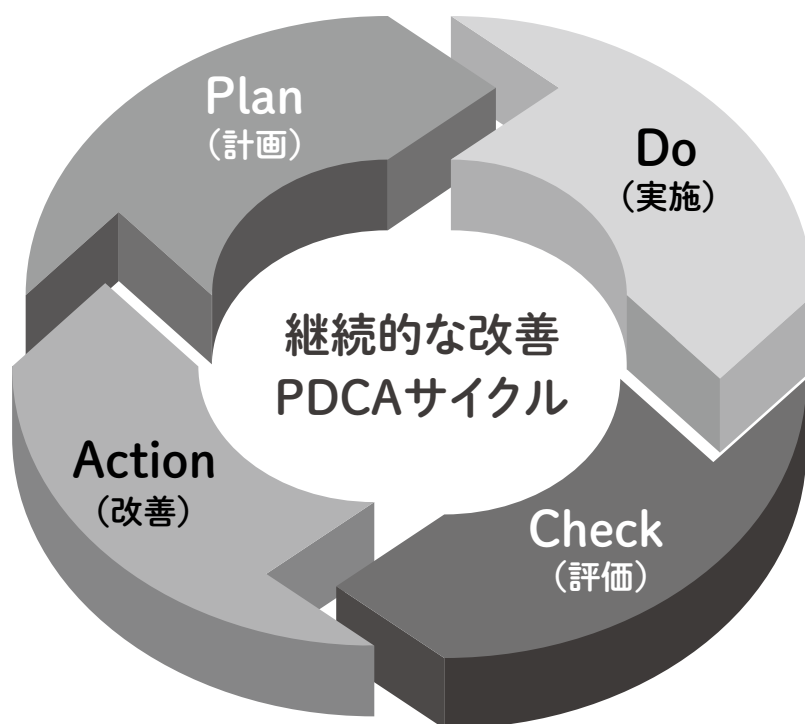 Plan
（計画）
Do
（実施）
継続的な改善
PDCAサイクル
Action
（改善）
Check
（評価）